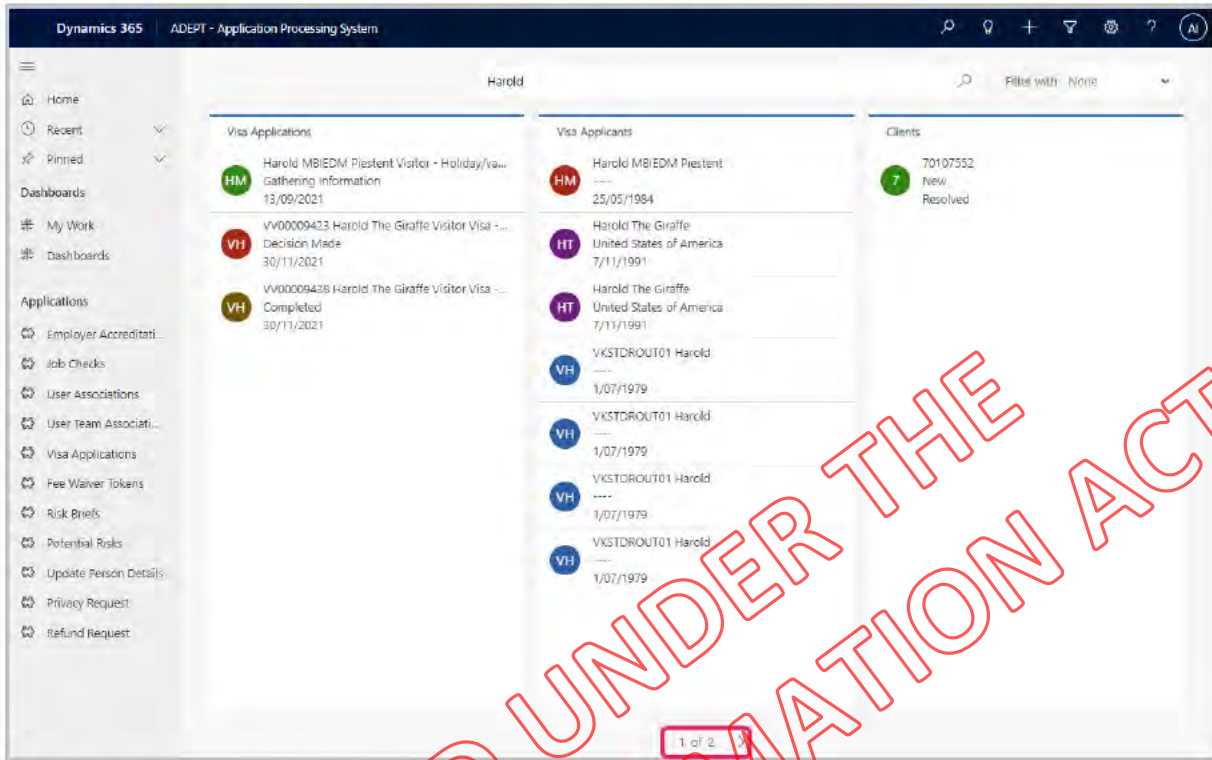 Dynamics 365 ADEPT - Application Processing System ? AI
Harold
Filter with None
Home
Recent
Pinned
Dashboards
My Work
Dashboards
Applications
Employer Accreditati...
Job Checks
User Associations
User Team Associati...
Visa Applications
Fee Waiver Tokens
Risk Briefs
Potential Risks
Update Person Details
Privacy Request
Refund Request
Visa Applications
HM
Harold MBIEDM Piestent Visitor - Holiday/va...
Gathering Information
13/09/2021
VH
VV00009423 Harold The Giraffe Visitor Visa -...
Decision Made
30/11/2021
VH
VV00009438 Harold The Giraffe Visitor Visa -...
Completed
30/11/2021
Visa Applicants
HM
Harold MBIEDM Piestent
----
25/05/1984
HT
Harold The Giraffe
United States of America
7/11/1991
HT
Harold The Giraffe
United States of America
7/11/1991
VH
VKSTDROUT01 Harold
----
1/07/1979
VH
VKSTDROUT01 Harold
----
1/07/1979
VH
VKSTDROUT01 Harold
----
1/07/1979
VH
VKSTDROUT01 Harold
----
1/07/1979
Clients
7
70107552
New
Resolved
1 of 2
UNDER THE
MATION ACT